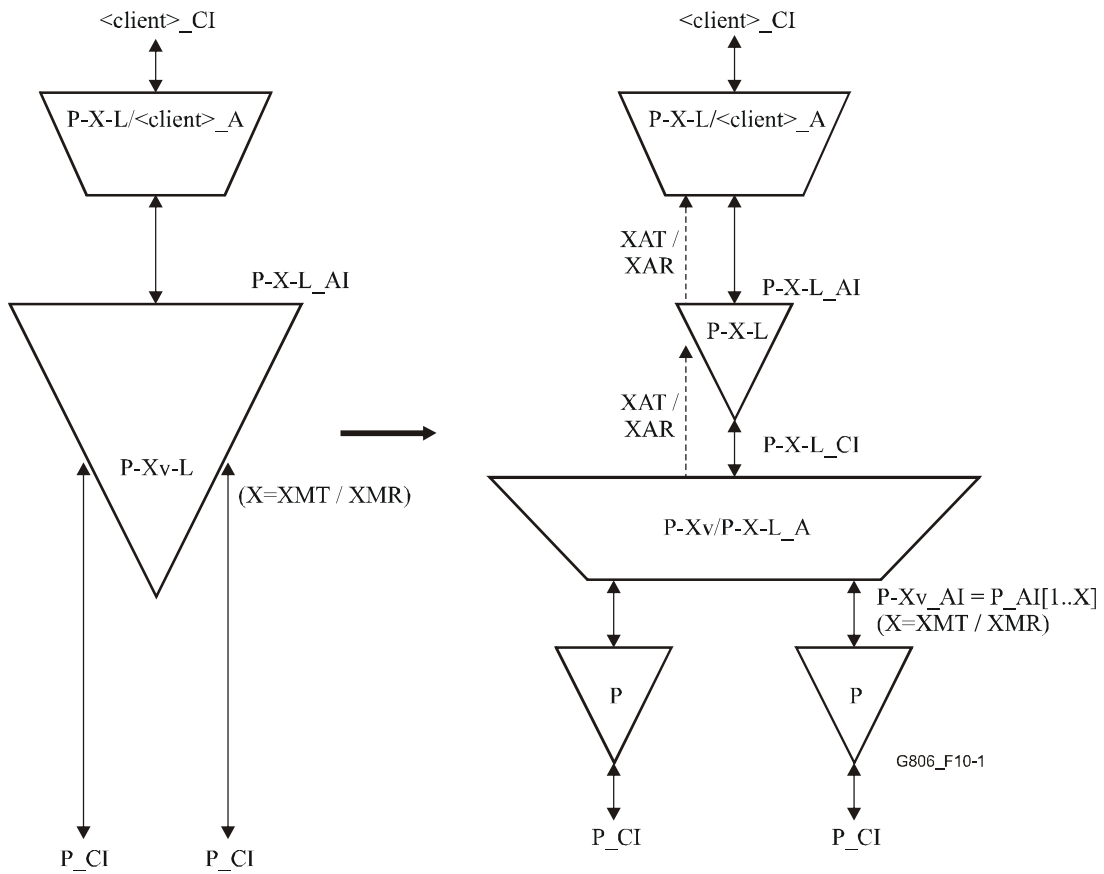 <client>_CI
P-X-L/<client>_A
P-X-L_AI
P-Xv-L
(X=XMT / XMR)
P_CI
P_CI
<client>_CI
P-X-L/<client>_A
XAT /
XAR
P-X-L_AI
P-X-L
XAT /
XAR
P-X-L_CI
P-Xv/P-X-L_A
P-Xv_AI = P_AI[1..X]
(X=XMT / XMR)
P
P
G806_F10-1
P_CI
P_CI